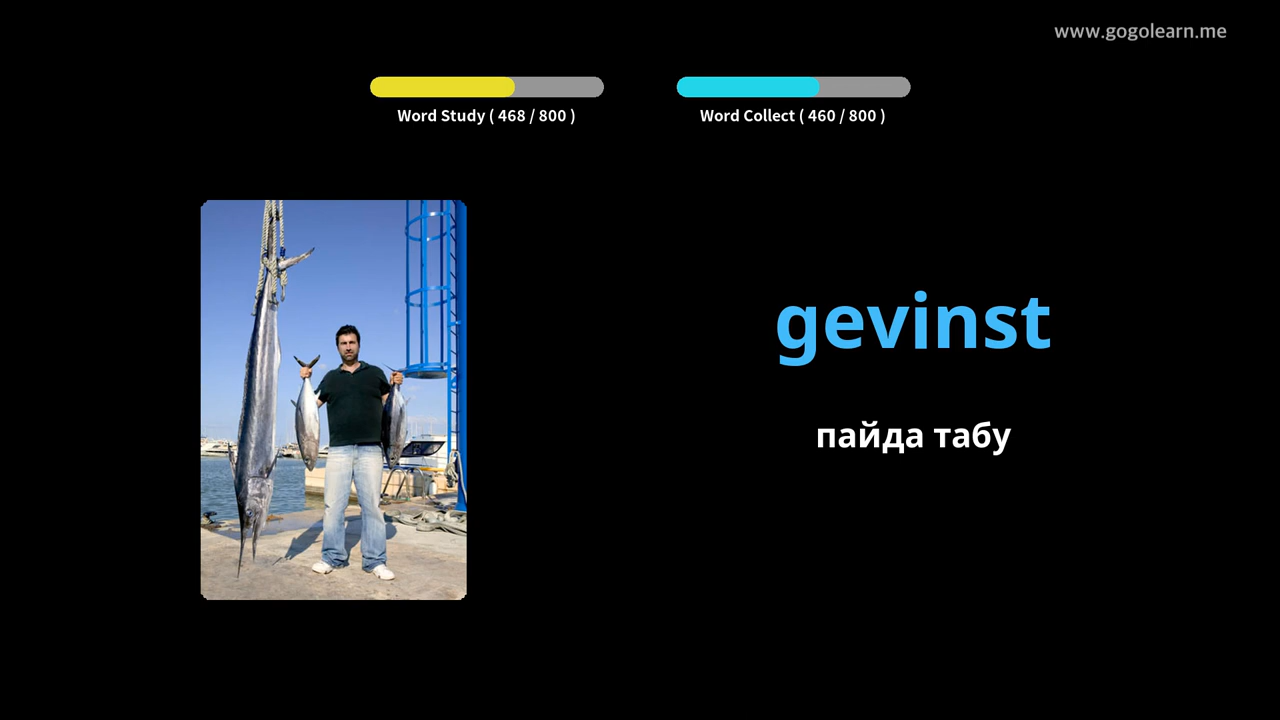 www.gogolearn.me
Word Study ( 468 / 800 )
Word Collect ( 460 / 800 )
gevinst
пайда табу